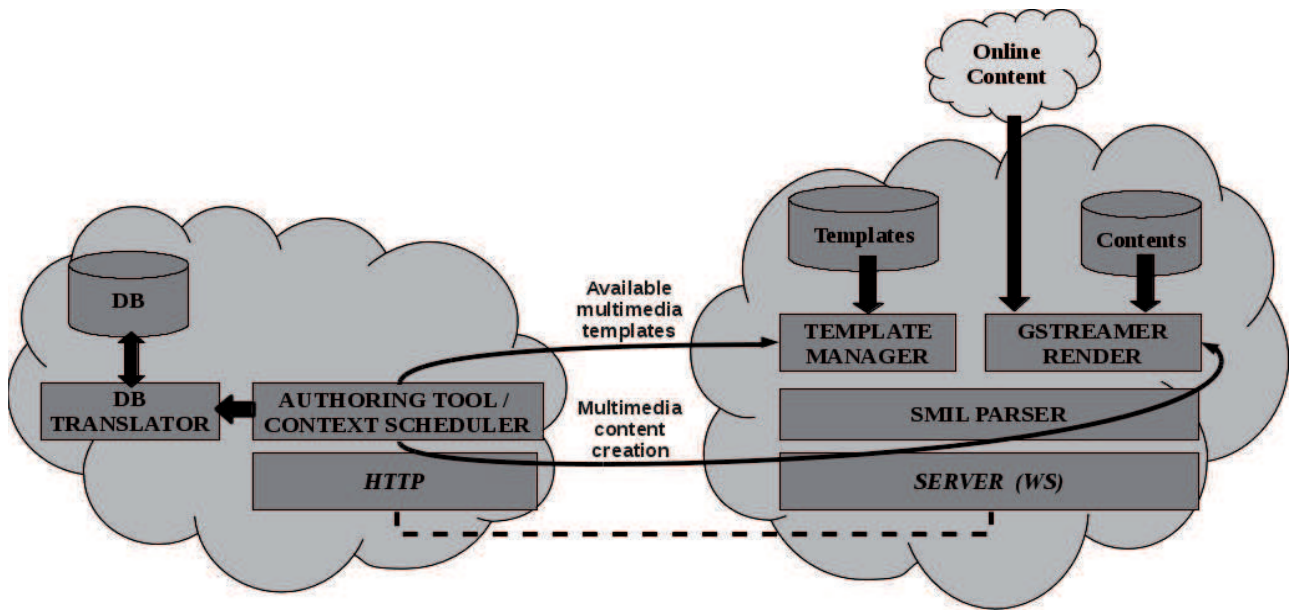 Online
Content
Templates
Contents
DB
Available
multimedia
templates
TEMPLATE
MANAGER
GSTREAMER
RENDER
DB
TRANSLATOR
AUTHORING TOOL /
CONTEXT SCHEDULER
Multimedia
content
creation
SMIL PARSER
HTTP
SERVER (WS)